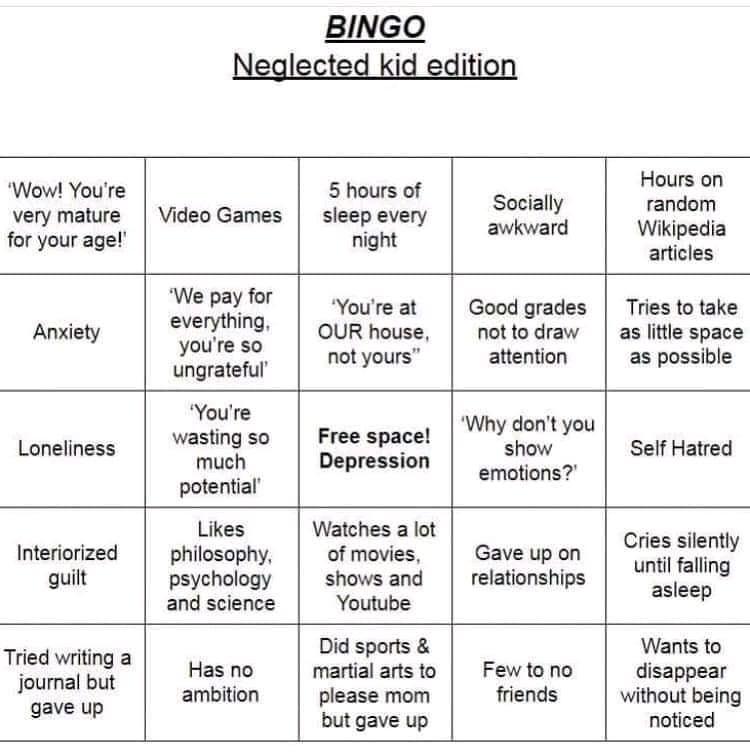 BINGO
Neglected kid edition
'Wow! You're
very mature
for your age!'
Video Games
5 hours of
sleep every
night
Socially
awkward
Hours on
random
Wikipedia
articles
Anxiety
'We pay for
everything,
you're so
ungrateful'
'You're at
OUR house,
not yours"
Good grades
not to draw
attention
Tries to take
as little space
as possible
Loneliness
'You're
wasting so
much
potential'
Free space!
Depression
'Why don't you
show
emotions?'
Self Hatred
Interiorized
guilt
Likes
philosophy,
psychology
and science
Watches a lot
of movies,
shows and
Youtube
Gave up on
relationships
Cries silently
until falling
asleep
Tried writing a
journal but
gave up
Has no
ambition
Did sports &
martial arts to
please mom
but gave up
Few to no
friends
Wants to
disappear
without being
noticed